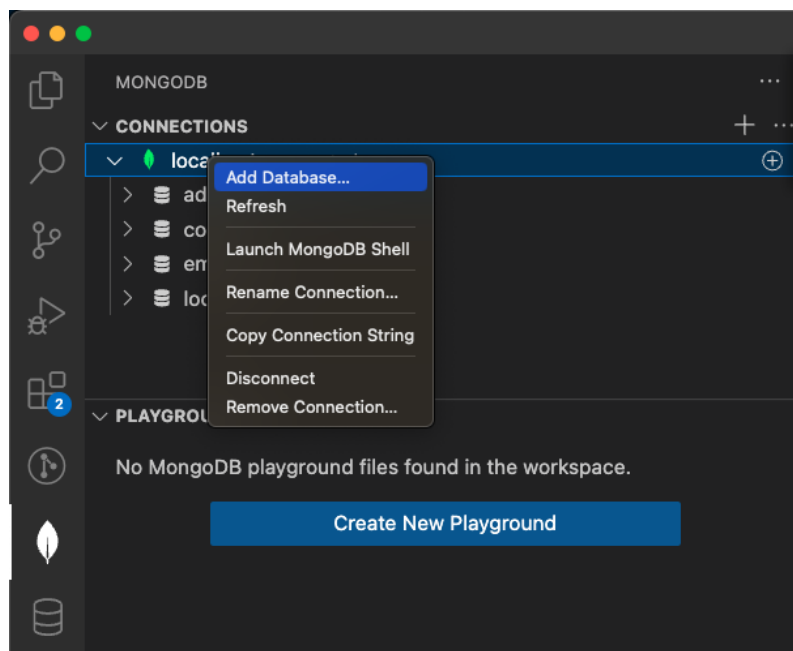 MONGODB
CONNECTIONS
Add Database...
Refresh
Launch MongoDB Shell
Rename Connection...
Copy Connection String
Disconnect
Remove Connection...
2
No MongoDB playground files found in the workspace.
Create New Playground